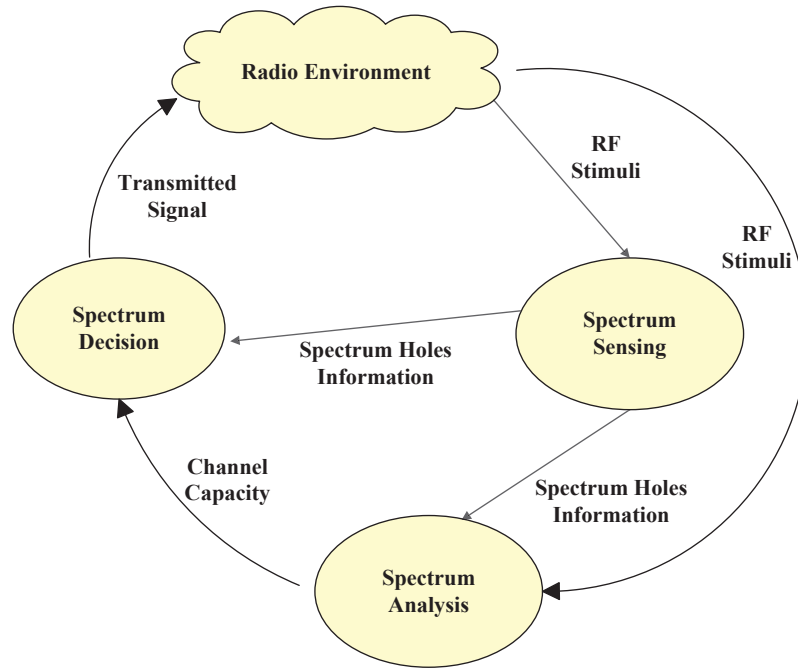 Radio Environment
RF
Stimuli
Transmitted
Signal
RF
Stimuli
Spectrum
Decision
Spectrum
Sensing
Spectrum Holes
Information
Channel
Capacity
Spectrum Holes
Information
Spectrum
Analysis